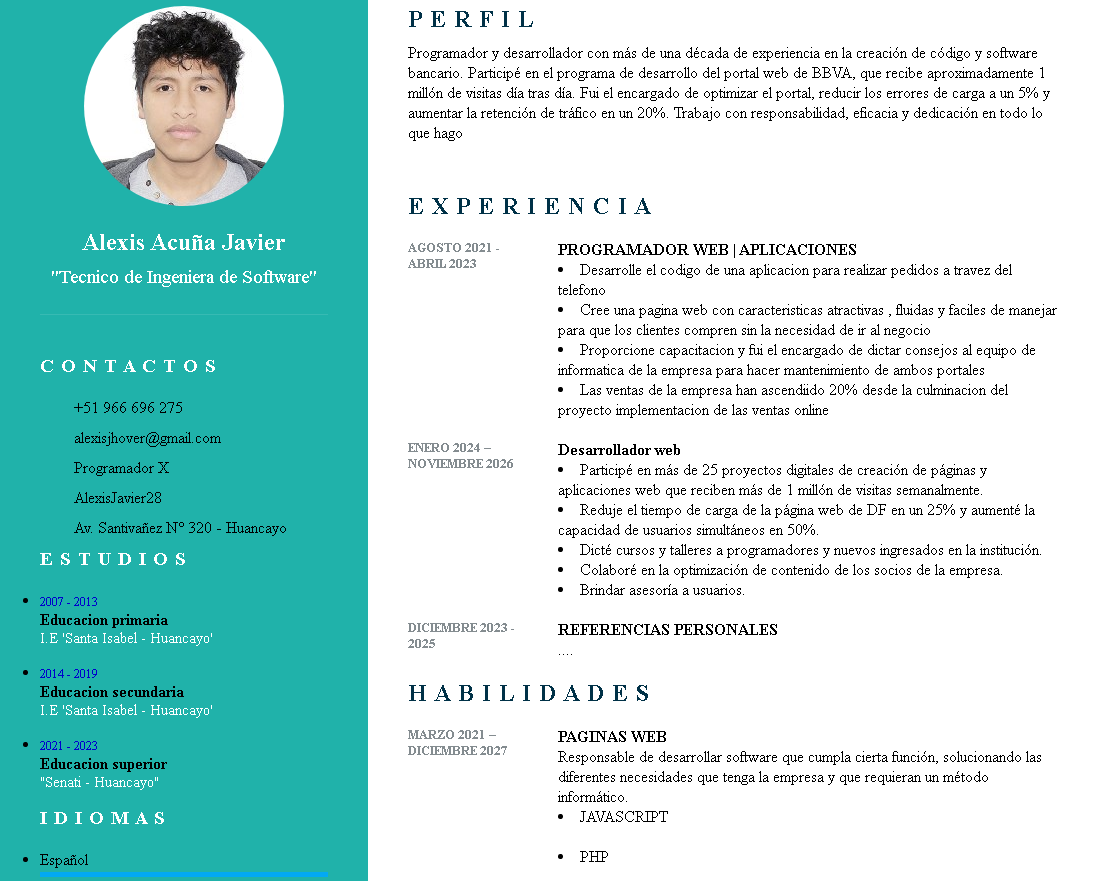 Alexis Acuña Javier
"Tecnico de Ingeniera de Software"
CONTACTOS
+51 966 696 275
alexisjhover@gmail.com
Programador X
AlexisJavier28
Av. Santivañez N° 320 - Huancayo
ESTUDIOS
• 2007 - 2013
Educacion primaria
I.E 'Santa Isabel - Huancayo'
• 2014 - 2019
Educacion secundaria
I.E 'Santa Isabel - Huancayo'
• 2021 - 2023
Educacion superior
"Senati - Huancayo"
IDIOMAS
• Español
PERFIL
Programador y desarrollador con más de una década de experiencia en la creación de código y software
bancario. Participé en el programa de desarrollo del portal web de BBVA, que recibe aproximadamente 1
millón de visitas día tras día. Fui el encargado de optimizar el portal, reducir los errores de carga a un 5% y
aumentar la retención de tráfico en un 20%. Trabajo con responsabilidad, eficacia y dedicación en todo lo
que hago
EXPERIENCIA
AGOSTO 2021 -
ABRIL 2023
PROGRAMADOR WEB | APLICACIONES
• Desarrolle el codigo de una aplicacion para realizar pedidos a travez del
telefono
• Cree una pagina web con caracteristicas atractivas , fluidas y faciles de manejar
para que los clientes compren sin la necesidad de ir al negocio
• Proporcione capacitacion y fui el encargado de dictar consejos al equipo de
informatica de la empresa para hacer mantenimiento de ambos portales
• Las ventas de la empresa han ascendiido 20% desde la culminacion del
proyecto implementacion de las ventas online
ENERO 2024 –
NOVIEMBRE 2026
Desarrollador web
• Participé en más de 25 proyectos digitales de creación de páginas y
aplicaciones web que reciben más de 1 millón de visitas semanalmente.
• Reduje el tiempo de carga de la página web de DF en un 25% y aumenté la
capacidad de usuarios simultáneos en 50%.
• Dicté cursos y talleres a programadores y nuevos ingresados en la institución.
• Colaboré en la optimización de contenido de los socios de la empresa.
• Brindar asesoría a usuarios.
DICIEMBRE 2023 -
2025
REFERENCIAS PERSONALES
....
HABILIDADES
MARZO 2021 –
DICIEMBRE 2027
PAGINAS WEB
Responsable de desarrollar software que cumpla cierta función, solucionando las
diferentes necesidades que tenga la empresa y que requieran un método
informático.
• JAVASCRIPT
• PHP